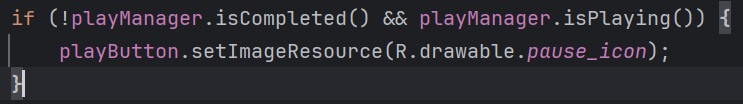 if (!playManager.isCompleted() && playManager.isPlaying()) {
    playButton.setImageResource(R.drawable.pause_icon);
}